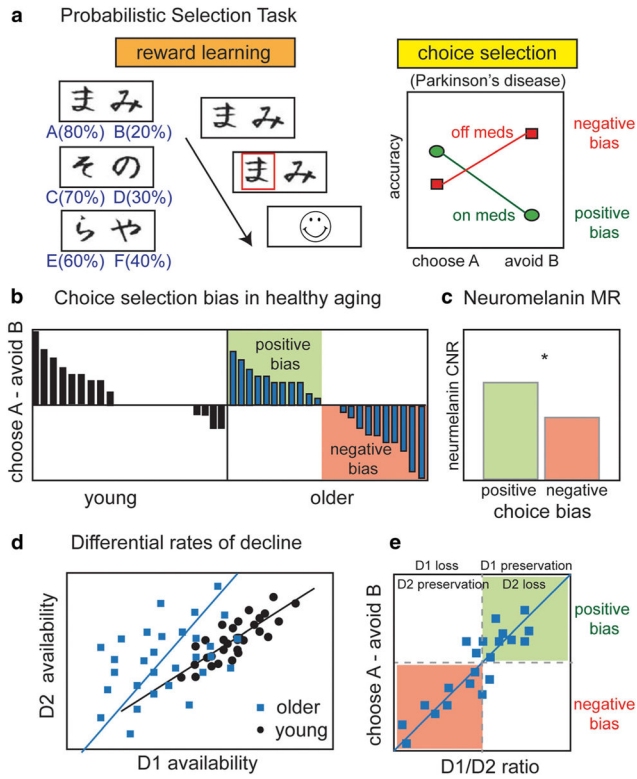 a Probabilistic Selection Task
reward learning
ま み
A(80%) B(20%)
そ の
C(70%) D(30%)
ら や
E(60%) F(40%)
ま み
ま み
choice selection
(Parkinson's disease)
accuracy
off meds
on meds
choose A avoid B
negative
bias
positive
bias
b Choice selection bias in healthy aging
choose A - avoid B
positive
bias
negative
bias
young older
c Neuromelanin MR
neurmelanin CNR
*
positive negative
choice bias
d Differential rates of decline
D2 availability
older
young
D1 availability
e
D1 loss D1 preservation
D2 preservation D2 loss
choose A - avoid B
positive
bias
negative
bias
D1/D2 ratio